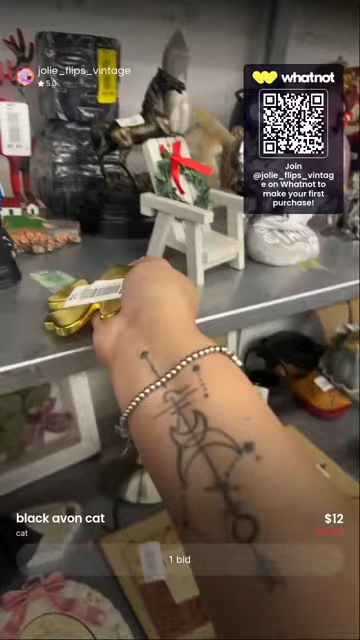 jolie_flips_vintage
5.0
whatnot
Join
@jolie_flips_vintag
e on Whatnot to
make your first
purchase!
black avon cat
$12
cat
1 bid